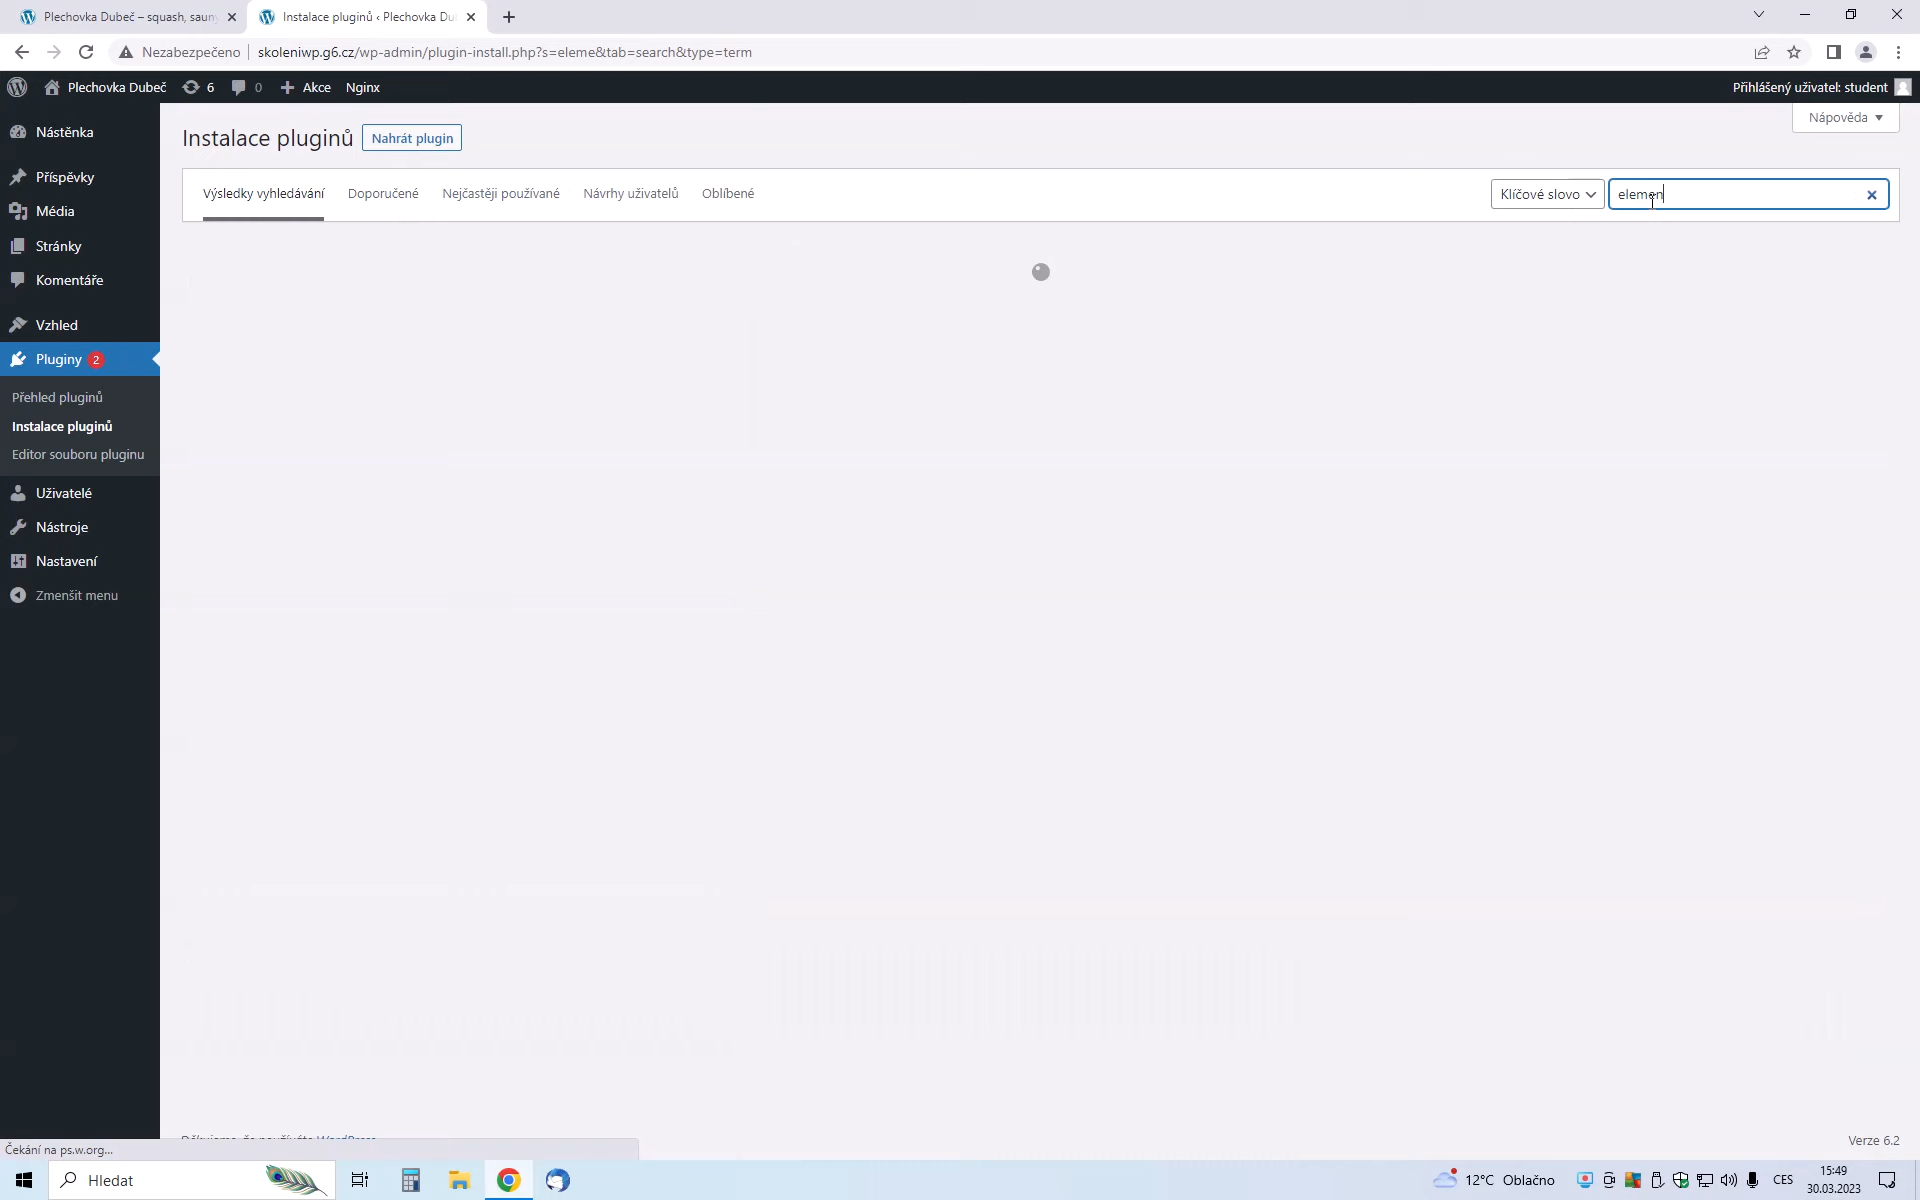 Plechovka Dubeč – squash, saun
Instalace pluginů ‹ Plechovka Du
Nezabezpečeno
skoleniwp.g6.cz/wp-admin/plugin-install.php?s=eleme&tab=search&type=term
Plechovka Dubeč 6 0 Akce Nginx
Přihlášený uživatel: student
Nápověda
Nástěnka
Příspěvky
Média
Stránky
Komentáře
Vzhled
Pluginy 2
Přehled pluginů
Instalace pluginů
Editor souboru pluginu
Uživatelé
Nástroje
Nastavení
Zmenšit menu
Instalace pluginů Nahrát plugin
Výsledky vyhledávání Doporučené Nejčastěji používané Návrhy uživatelů Oblíbené
Klíčové slovo elemen
Děkujeme, že používáte WordPress
Verze 6.2
Čekání na ps.w.org...
Hledat
12°C Oblačno
CES
15:49
30.03.2023